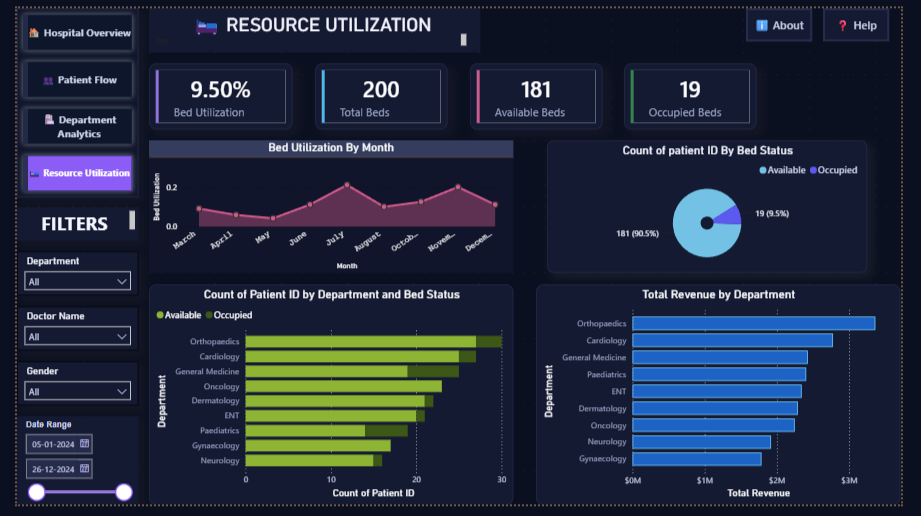 Hospital Overview
RESOURCE UTILIZATION
About
Help
Patient Flow
Department
Analytics
Resource Utilization
9.50%
Bed Utilization
200
Total Beds
181
Available Beds
19
Occupied Beds
Bed Utilization By Month
Bed Utilization
0.2
0.0
March
April
May
June
July
August
Octob...
Novem...
Decem...
Month
Count of patient ID By Bed Status
Available
Occupied
19 (9.5%)
181 (90.5%)
FILTERS
Department
All
Doctor Name
All
Gender
All
Date Range
05-01-2024
26-12-2024
Count of Patient ID by Department and Bed Status
Available
Occupied
Department
Orthopaedics
Cardiology
General Medicine
Oncology
Dermatology
ENT
Paediatrics
Gynaecology
Neurology
0
10
20
30
Count of Patient ID
Total Revenue by Department
Department
Orthopaedics
Cardiology
General Medicine
Paediatrics
ENT
Dermatology
Oncology
Neurology
Gynaecology
$0M
$1M
$2M
$3M
Total Revenue